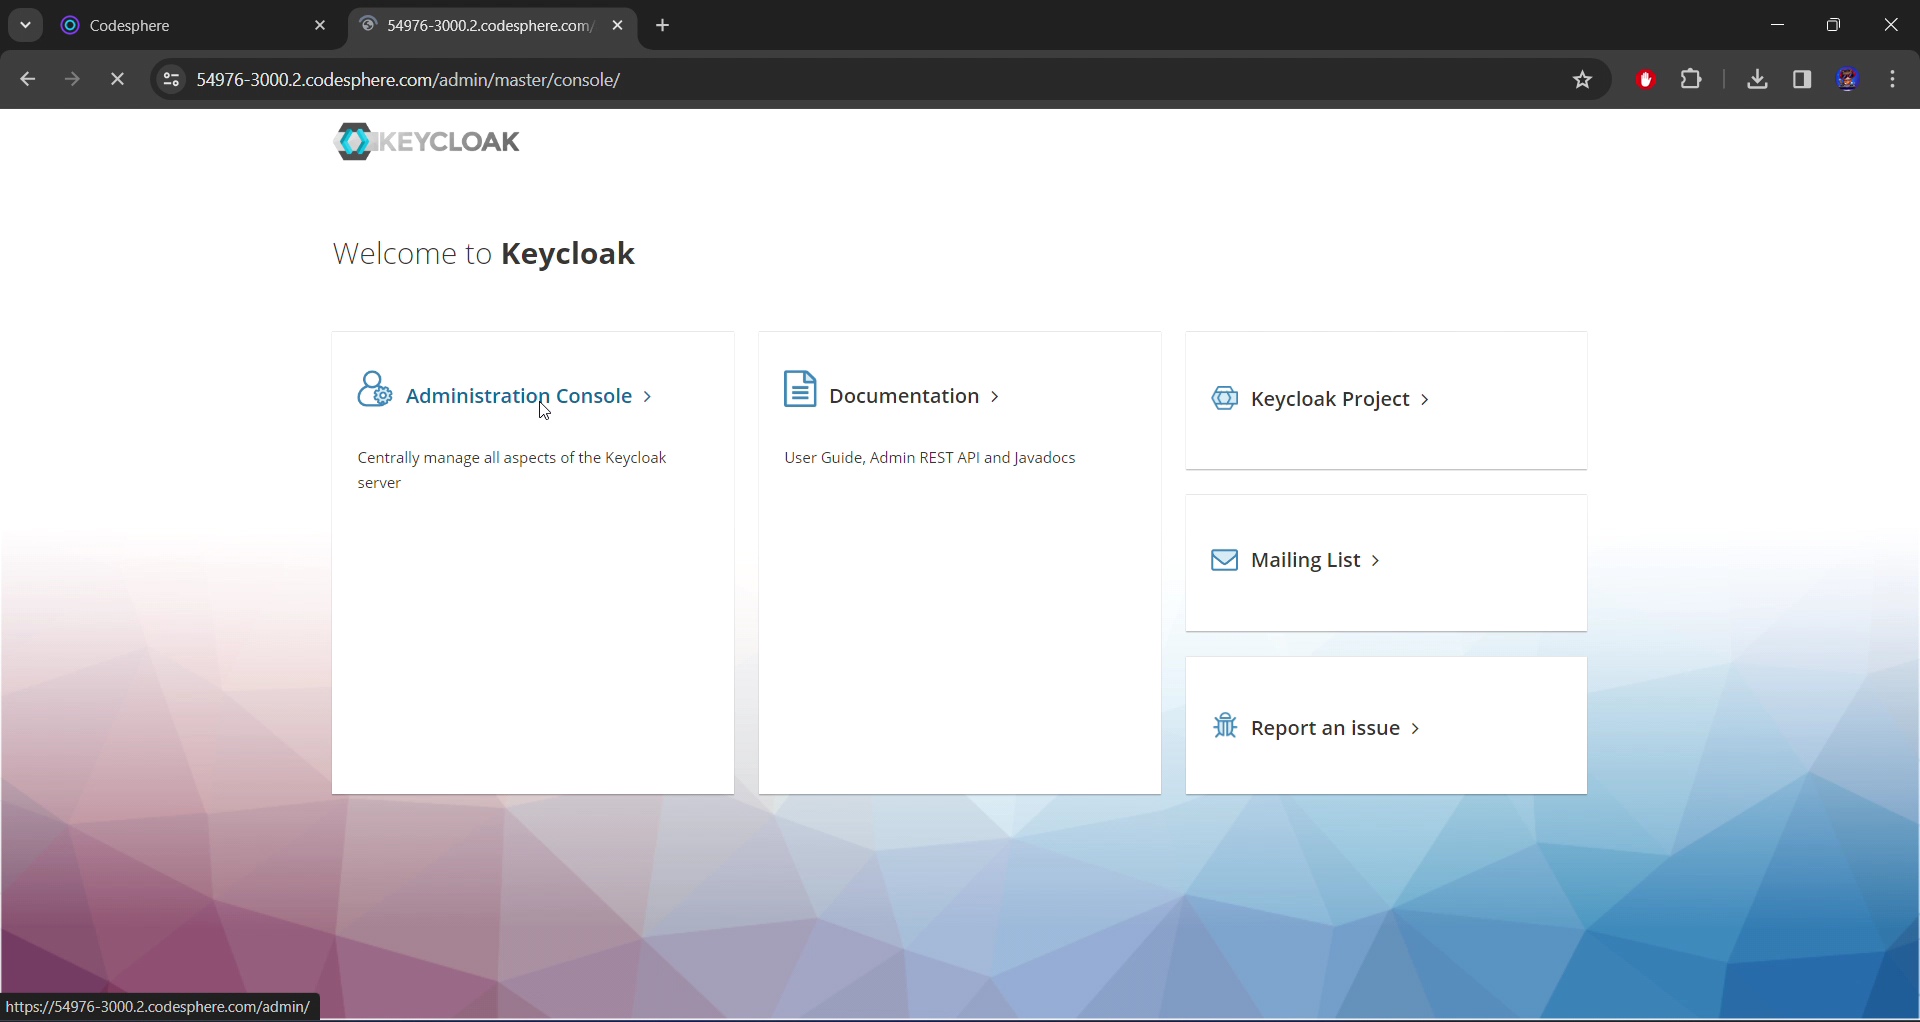 Codesphere
54976-3000.2.codesphere.com/
54976-3000.2.codesphere.com/admin/master/console/
KEYCLOAK
Welcome to Keycloak
Administration Console
Centrally manage all aspects of the Keycloak
server
Documentation
User Guide, Admin REST API and Javadocs
Keycloak Project
Mailing List
Report an issue
https://54976-3000.2.codesphere.com/admin/